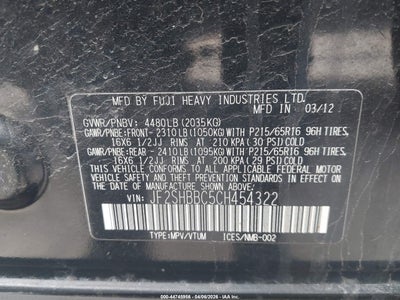 MFD BY FUJI HEAVY INDUSTRIES LTD.
MADE IN 03/12
GVWR/PNBV: 4480LB(2035KG)
GAWR/PNBE:FRONT- 2310LB(1050KG)WITH P215/65R16 96H TIRES,
16X6 1/2JJ RIMS AT 210 KPA(30 PSI)COLD
GAWR/PNBE:REAR- 2410LB(1095KG)WITH P215/65R16 96H TIRES,
16X6 1/2JJ RIMS AT 200 KPA(29 PSI)COLD
THIS VEHICLE CONFORMS TO ALL APPLICABLE
FEDERAL MOTOR VEHICLE SAFETY, BUMPER, AND
THEFT PREVENTION STANDARDS IN EFFECT ON
THE DATE OF MANUFACTURE SHOWN ABOVE.
VIN: JF2SHBBC5CH454322
TYPE:MPV/VTUM ICES/NMB-002
000-44745956 - 04/06/2026 - IAA